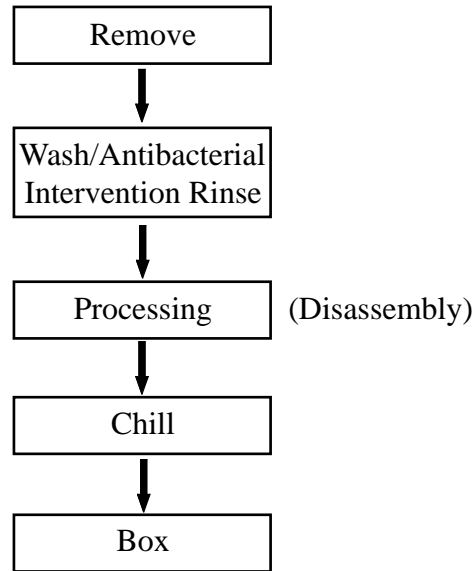 Remove
Wash/Antibacterial
Intervention Rinse
Processing (Disassembly)
Chill
Box